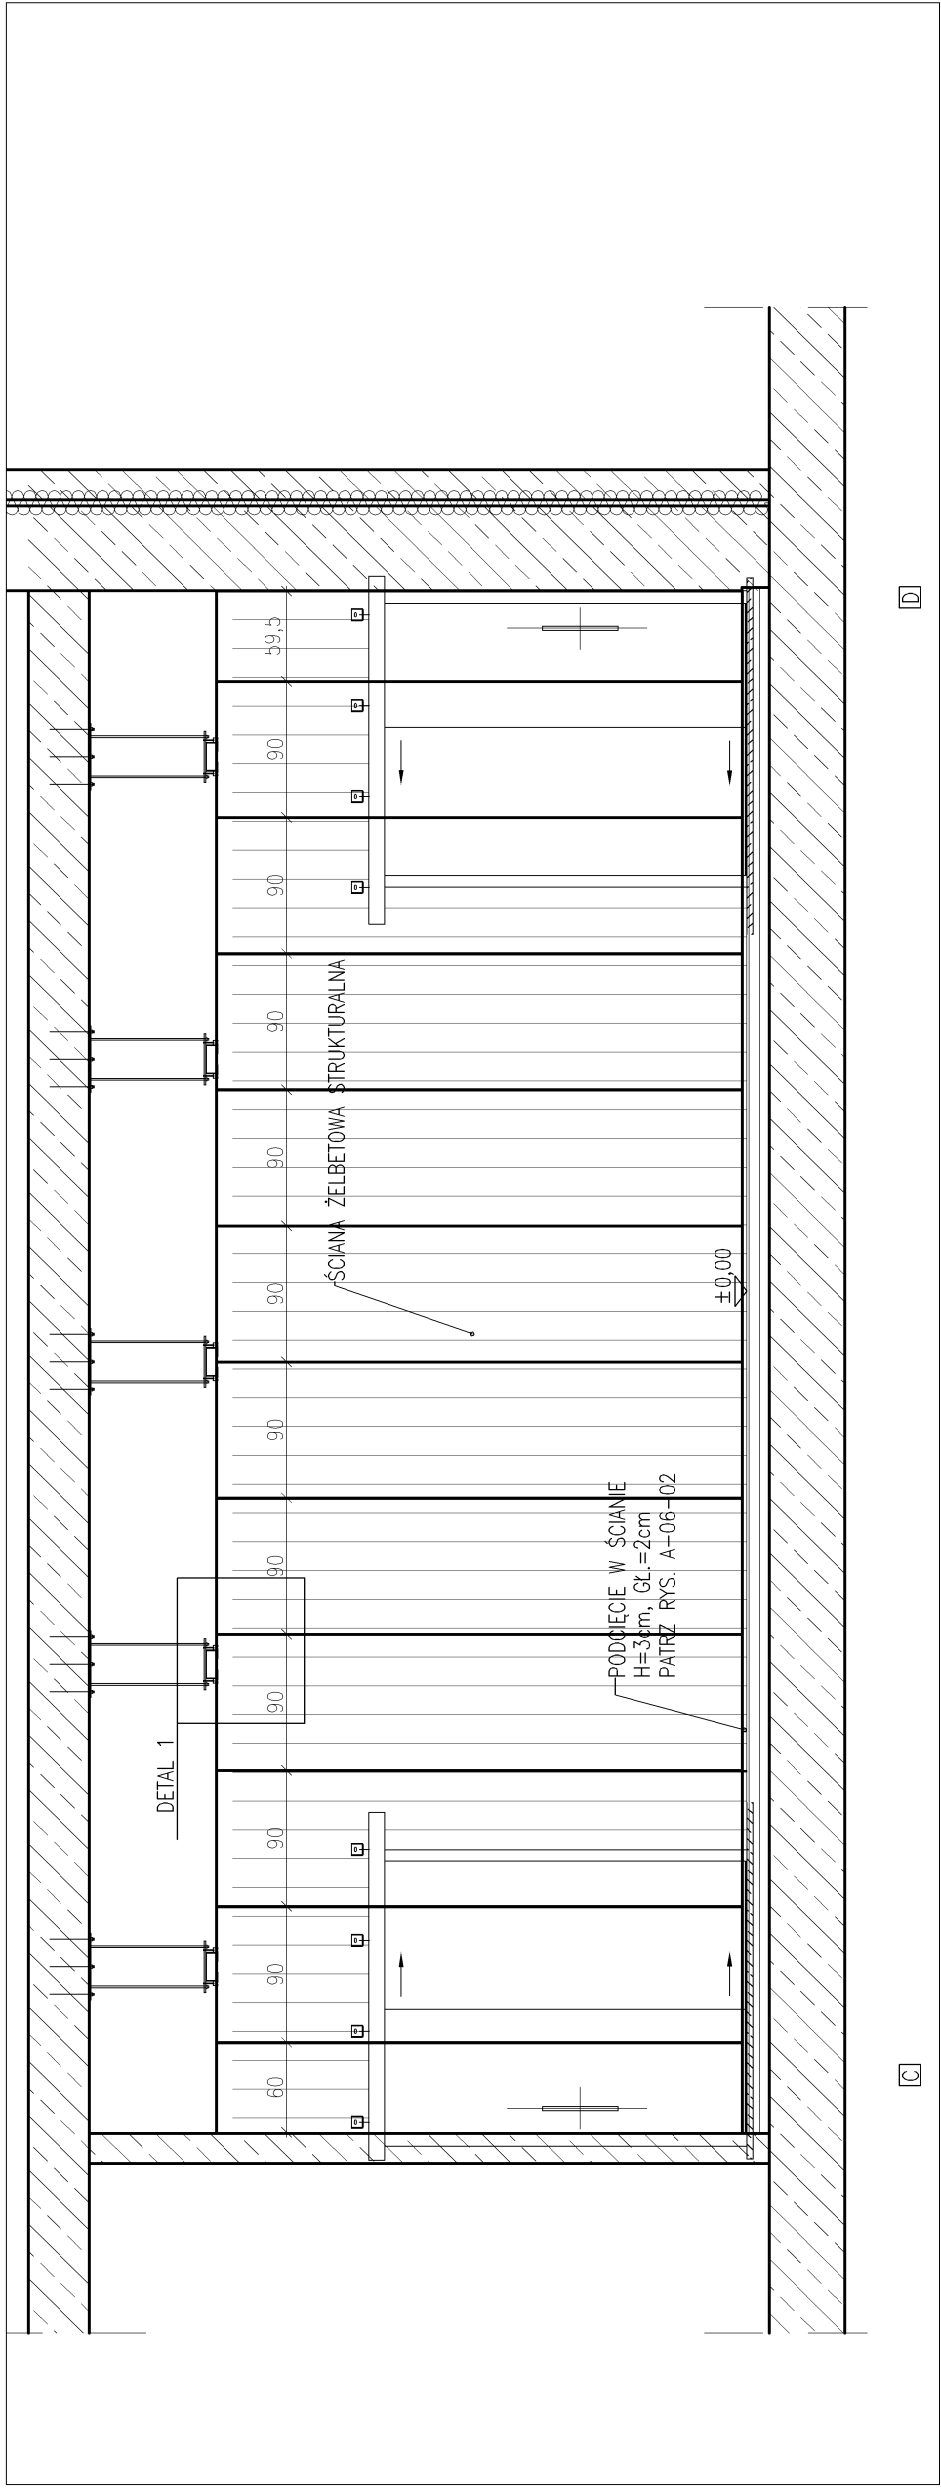 DETAL 1
60
90
90
90
90
90
90
90
90
90
90
59,5
ŚCIANA ŻELBETOWA STRUKTURALNA
PODCIĘCIE W ŚCIANIE
H=3cm, GŁ.=2cm
PATRZ RYS. A-06-02
±0,00
C
D